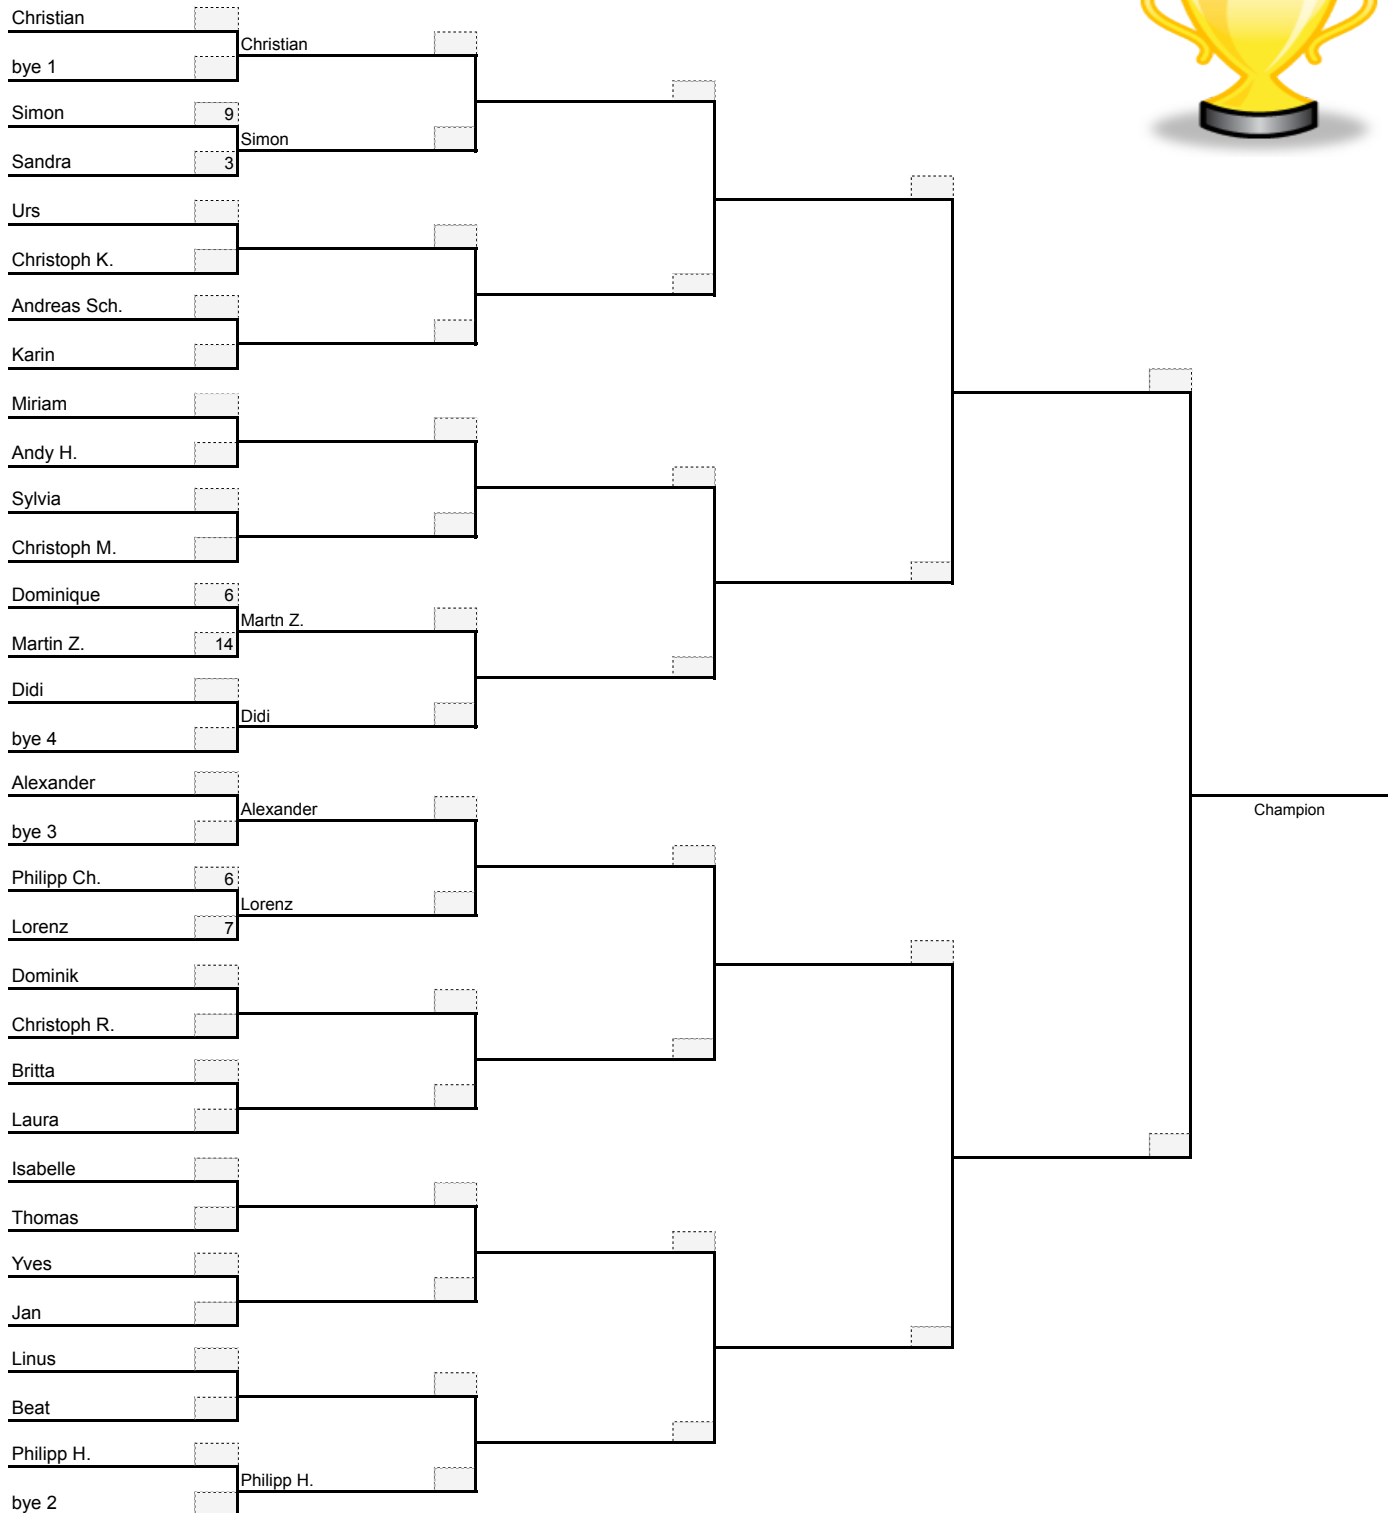 Christian
Christian
bye 1
Simon 9
Simon
Sandra 3
Urs
Christoph K.
Andreas Sch.
Karin
Miriam
Andy H.
Sylvia
Christoph M.
Dominique 6
Martn Z.
Martin Z. 14
Didi
Didi
bye 4
Alexander
Alexander
Champion
bye 3
Philipp Ch. 6
Lorenz
Lorenz 7
Dominik
Christoph R.
Britta
Laura
Isabelle
Thomas
Yves
Jan
Linus
Beat
Philipp H.
Philipp H.
bye 2